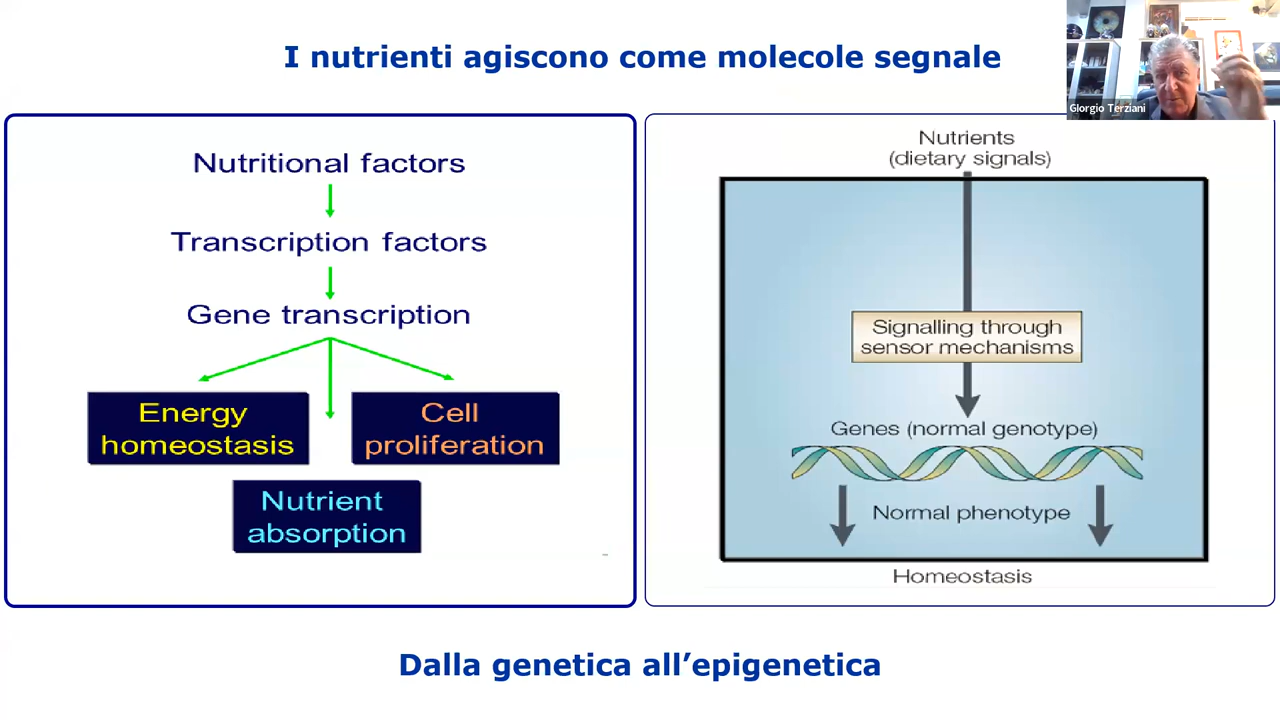 I nutrienti agiscono come molecole segnale
GIorgio Terziani
Nutritional factors
Transcription factors
Gene transcription
Energy
homeostasis
Cell
proliferation
Nutrient
absorption
Nutrients
(dietary signals)
Signalling through
sensor mechanisms
Genes (normal genotype)
Normal phenotype
Homeostasis
Dalla genetica all’epigenetica